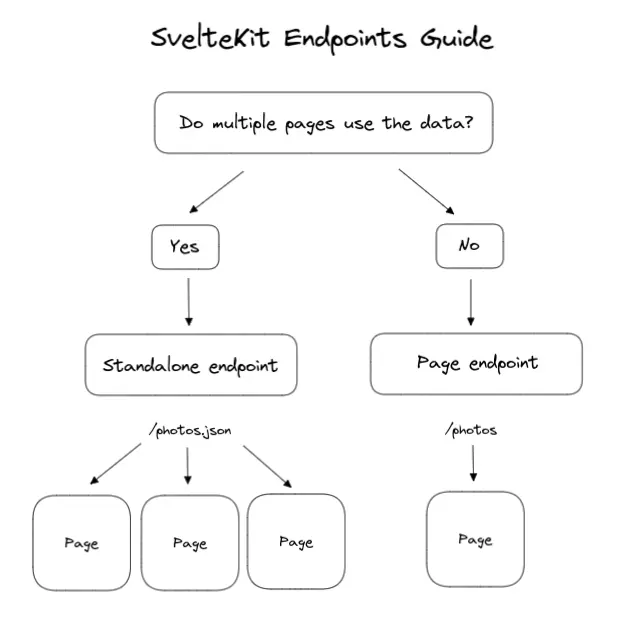 SvelteKit Endpoints Guide
Do multiple pages use the data?
Yes
No
Standalone endpoint
Page endpoint
/photos.json
/photos
Page
Page
Page
Page